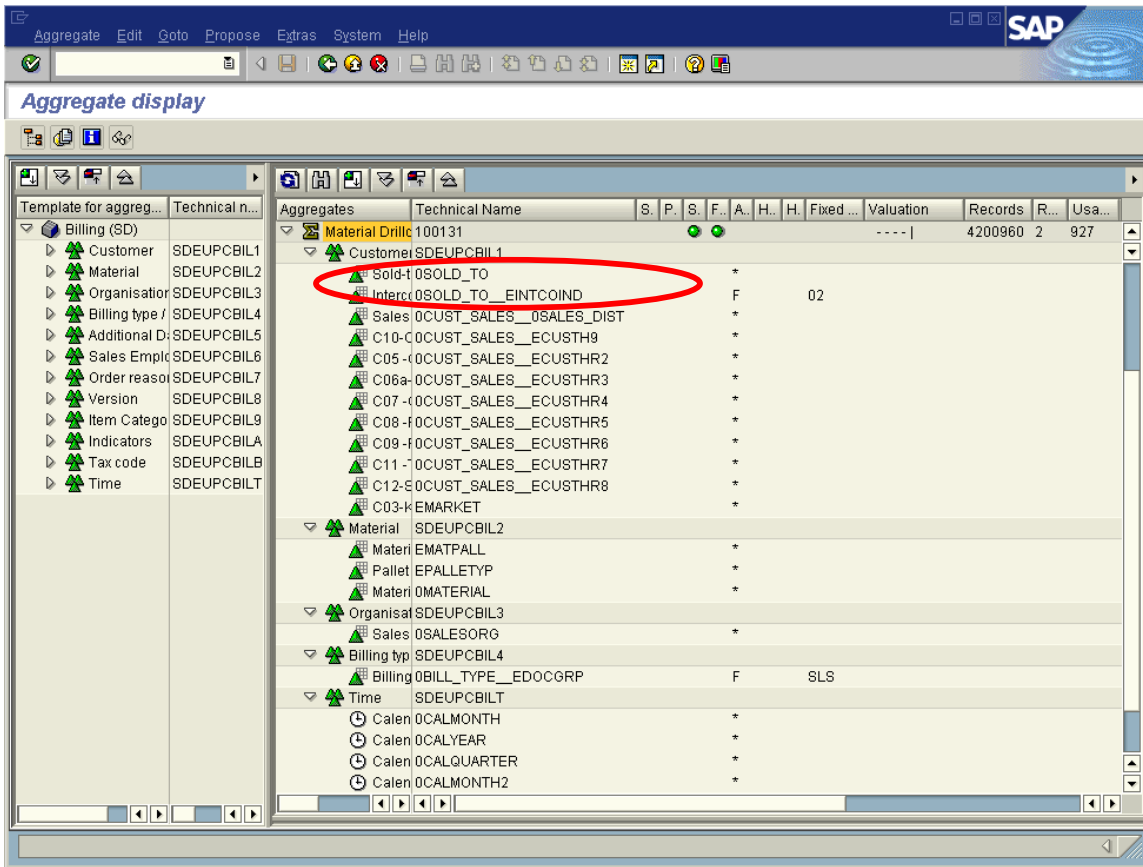 Aggregate Edit Goto Propose Extras System Help
SAP
Aggregate display
Template for aggreg... Technical n...
Billing (SD)
Customer SDEUPCBIL1
Material SDEUPCBIL2
Organisation SDEUPCBIL3
Billing type / SDEUPCBIL4
Additional Da SDEUPCBIL5
Sales Emplo SDEUPCBIL6
Order reason SDEUPCBIL7
Version SDEUPCBIL8
Item Catego SDEUPCBIL9
Indicators SDEUPCBILA
Tax code SDEUPCBILB
Time SDEUPCBILT
Aggregates Technical Name S.. P.. S.. F... A.. H... H.. Fixed ... Valuation Records R... Usa...
Material Drillc 100131 - - - - | 4200960 2 927
Customer SDEUPCBIL1
Sold-t 0SOLD_TO *
Interco 0SOLD_TO__EINTCOIND F 02
Sales 0CUST_SALES__0SALES_DIST *
C10-C 0CUST_SALES__ECUSTH9 *
C05 - 0CUST_SALES__ECUSTHR2 *
C06a- 0CUST_SALES__ECUSTHR3 *
C07 - 0CUST_SALES__ECUSTHR4 *
C08 - 0CUST_SALES__ECUSTHR5 *
C09 - 0CUST_SALES__ECUSTHR6 *
C11 - 0CUST_SALES__ECUSTHR7 *
C12-S 0CUST_SALES__ECUSTHR8 *
C03-K EMARKET *
Material SDEUPCBIL2
Materi EMATPALL *
Pallet EPALLETYP *
Materi 0MATERIAL *
Organisat SDEUPCBIL3
Sales 0SALESORG *
Billing typ SDEUPCBIL4
Billing 0BILL_TYPE__EDOCGRP F SLS
Time SDEUPCBILT
Calen 0CALMONTH *
Calen 0CALYEAR *
Calen 0CALQUARTER *
Calen 0CALMONTH2 *